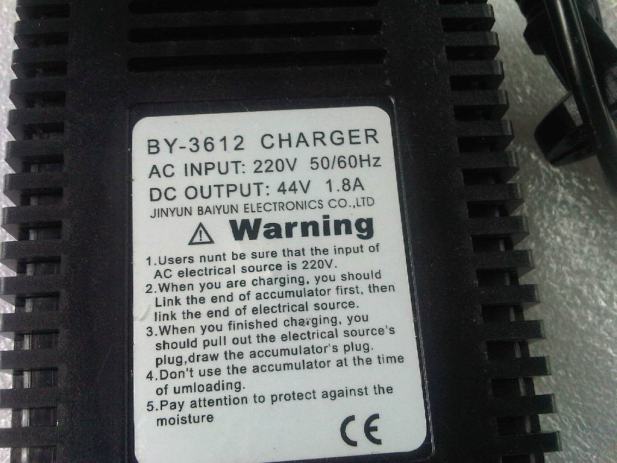 BY-3612 CHARGER
AC INPUT: 220V 50/60Hz
DC OUTPUT: 44V 1.8A
JINYUN BAIYUN ELECTRONICS CO.,LTD
⚠ Warning
1.Users nunt be sure that the input of
AC electrical source is 220V.
2.When you are charging, you should
Link the end of accumulator first, then
link the end of electrical source.
3.When you finished charging, you
should pull out the electrical source's
plug,draw the accumulator's plug.
4.Don't use the accumulator at the time
of umloading.
5.Pay attention to protect against the
moisture
CE